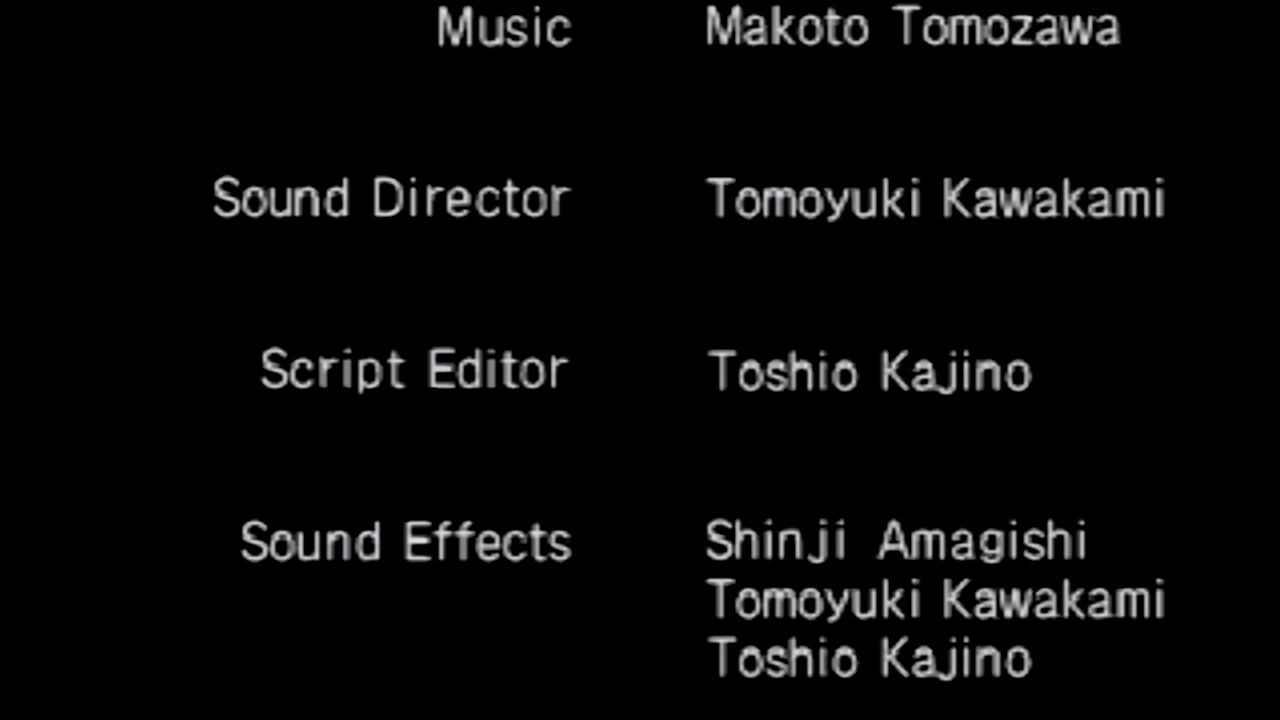 Music Makoto Tomozawa
Sound Director Tomoyuki Kawakami
Script Editor Toshio Kajino
Sound Effects Shinji Amagishi
Tomoyuki Kawakami
Toshio Kajino